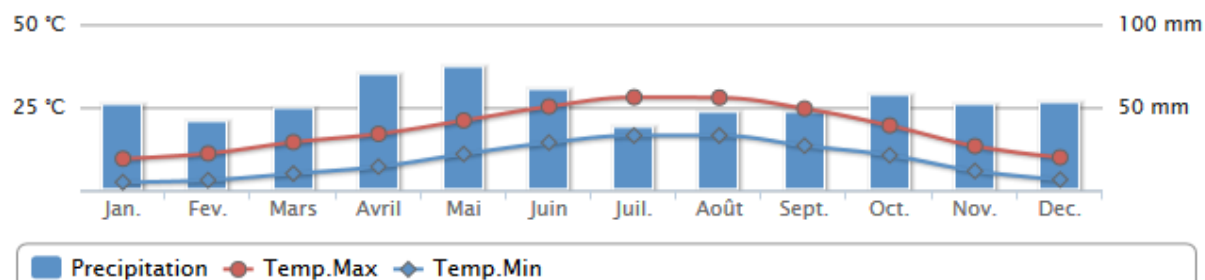 50 °C 100 mm
25 °C 50 mm
Jan. Fev. Mars Avril Mai Juin Juil. Août Sept. Oct. Nov. Dec.
Precipitation Temp.Max Temp.Min